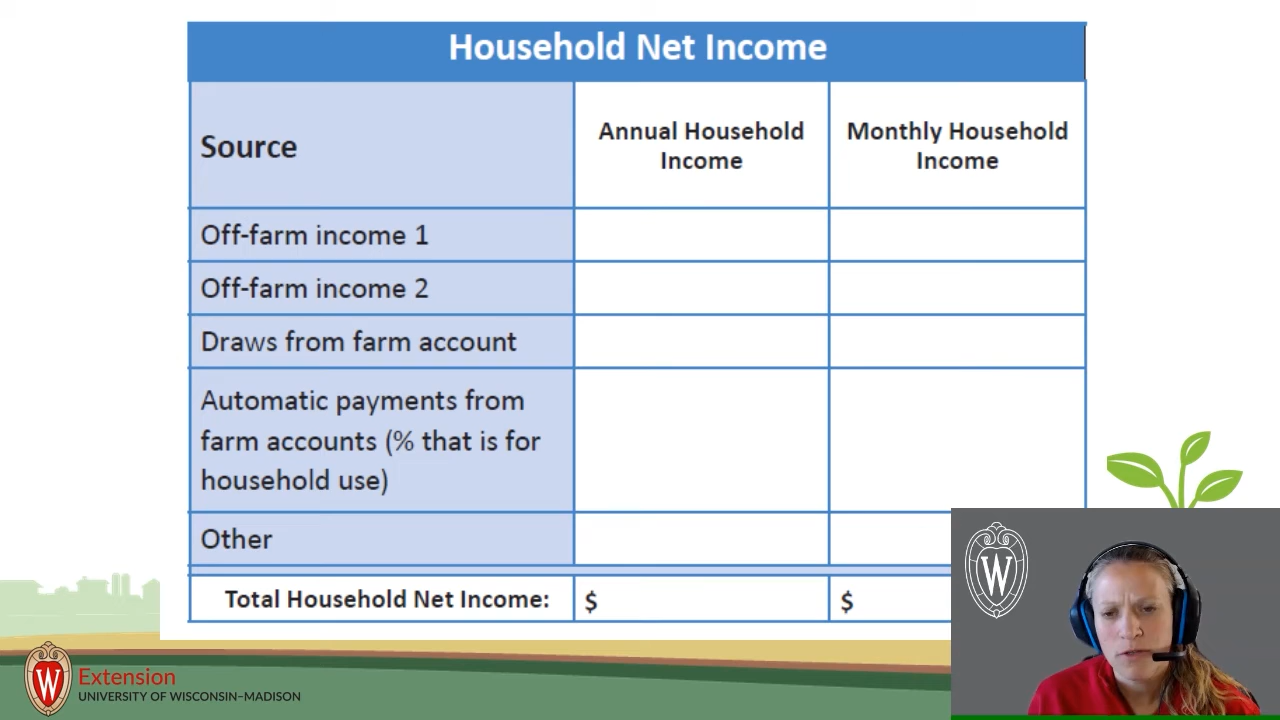 Household Net Income
Source
Annual Household
Income
Monthly Household
Income
Off-farm income 1
Off-farm income 2
Draws from farm account
Automatic payments from
farm accounts (% that is for
household use)
Other
Total Household Net Income:
$
$
W
W
Extension
UNIVERSITY OF WISCONSIN–MADISON